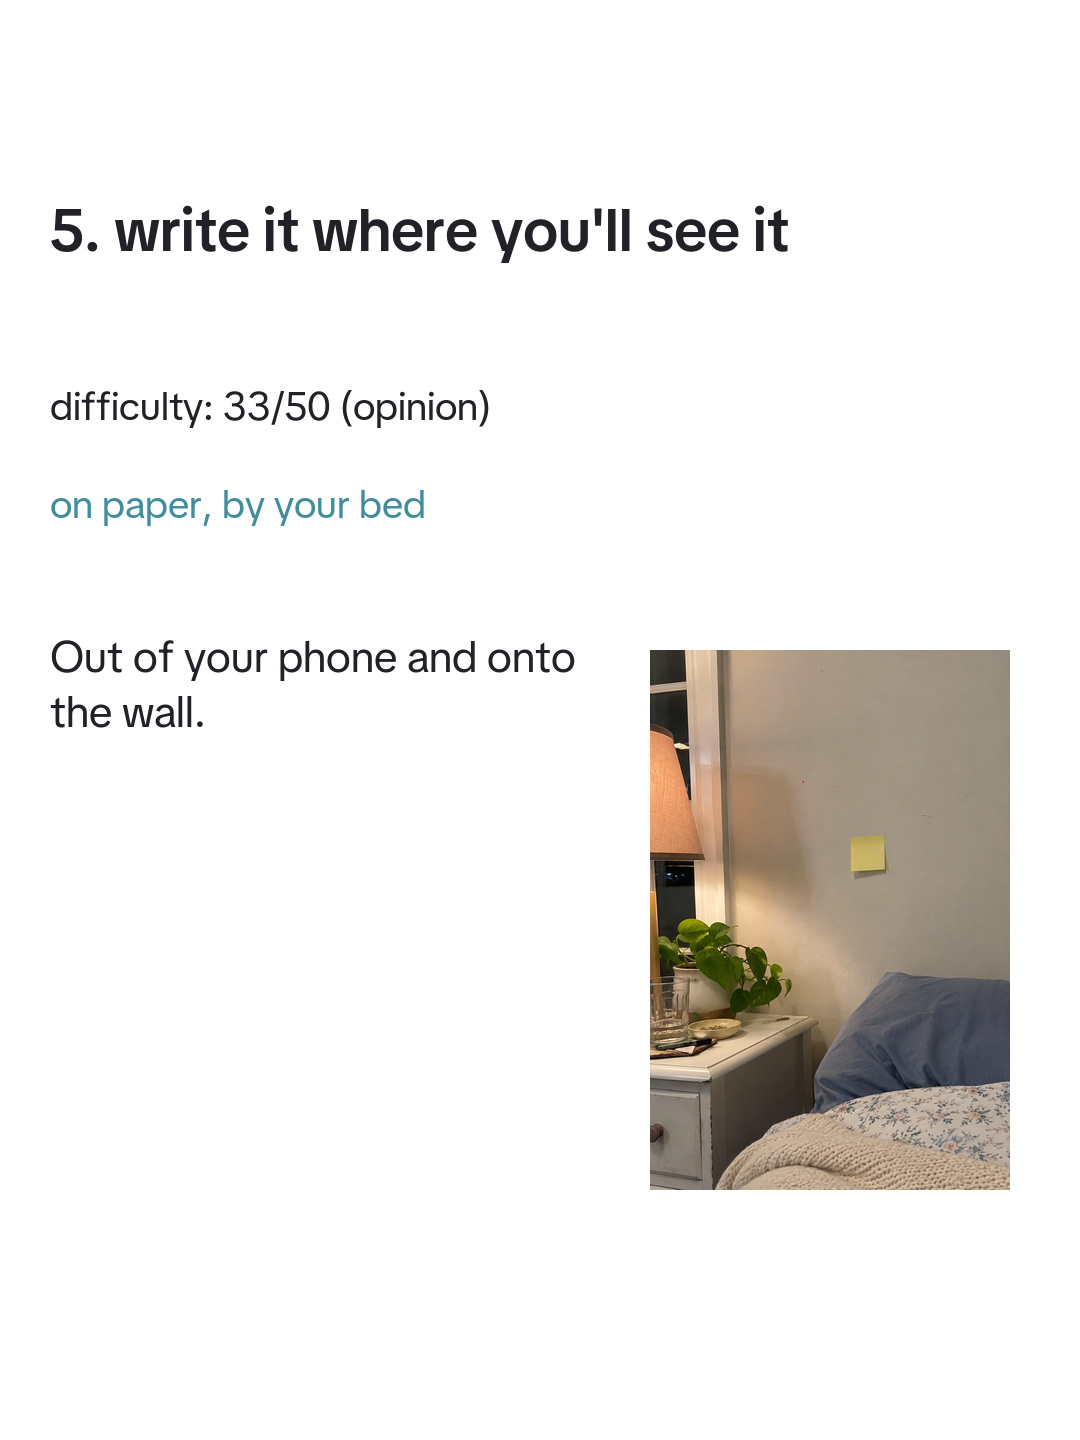 5. write it where you'll see it
difficulty: 33/50 (opinion)
on paper, by your bed
Out of your phone and onto
the wall.